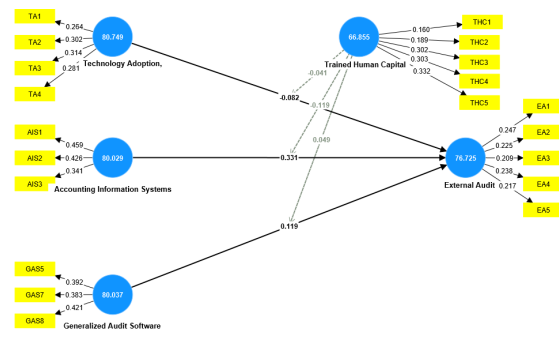 TA1
TA2
TA3
TA4
0.264
0.302
0.314
0.281
80.749
Technology Adoption,
66.855
Trained Human Capital
0.160
0.189
0.302
0.303
0.332
THC1
THC2
THC3
THC4
THC5
-0.041
-0.082
-0.119
0.049
AIS1
AIS2
AIS3
0.459
0.426
0.341
80.029
Accounting Information Systems
0.331
76.725
External Audit
0.247
0.225
0.209
0.238
0.217
EA1
EA2
EA3
EA4
EA5
0.119
GAS5
GAS7
GAS8
0.392
0.383
0.421
80.037
Generalized Audit Software